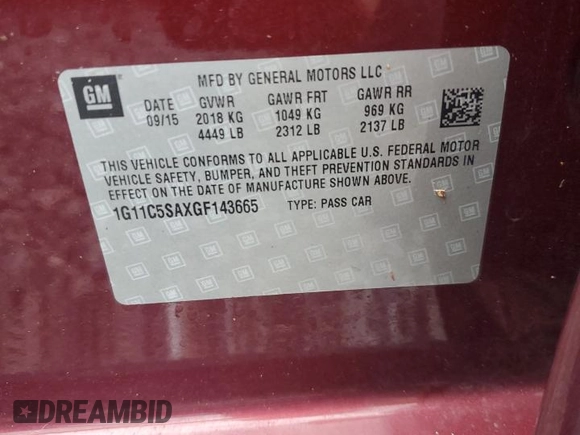 GM
MFD BY GENERAL MOTORS LLC
DATE GVWR GAWR FRT GAWR RR
09/15 2018 KG 1049 KG 969 KG
4449 LB 2312 LB 2137 LB
THIS VEHICLE CONFORMS TO ALL APPLICABLE U.S. FEDERAL MOTOR
VEHICLE SAFETY, BUMPER, AND THEFT PREVENTION STANDARDS IN
EFFECT ON THE DATE OF MANUFACTURE SHOWN ABOVE.
1G11C5SAXGF143665 TYPE: PASS CAR
DREAMBID